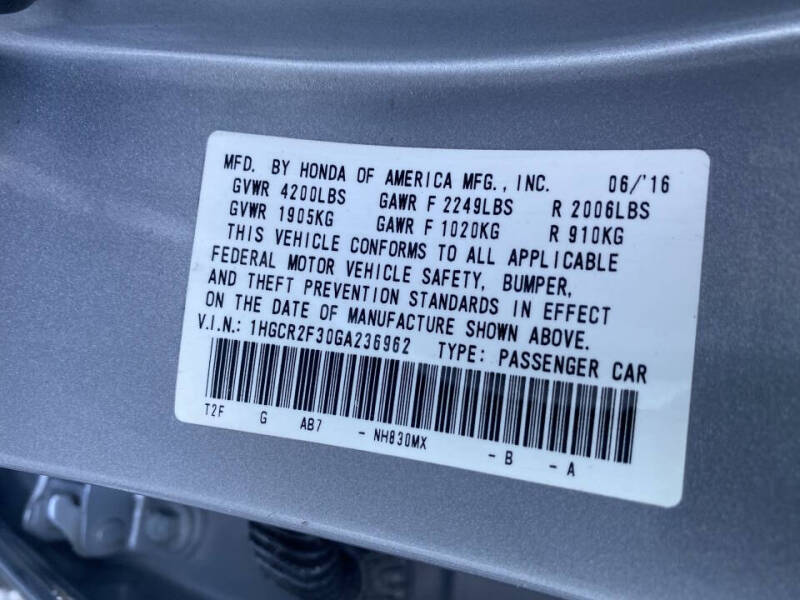 MFD. BY HONDA OF AMERICA MFG., INC. 06/'16
GVWR 4200LBS GAWR F 2249LBS R 2006LBS
GVWR 1905KG GAWR F 1020KG R 910KG
THIS VEHICLE CONFORMS TO ALL APPLICABLE
FEDERAL MOTOR VEHICLE SAFETY, BUMPER,
AND THEFT PREVENTION STANDARDS IN EFFECT
ON THE DATE OF MANUFACTURE SHOWN ABOVE.
V.I.N.: 1HGCR2F30GA236962 TYPE: PASSENGER CAR
T2F G AB7 - NH830MX - B - A